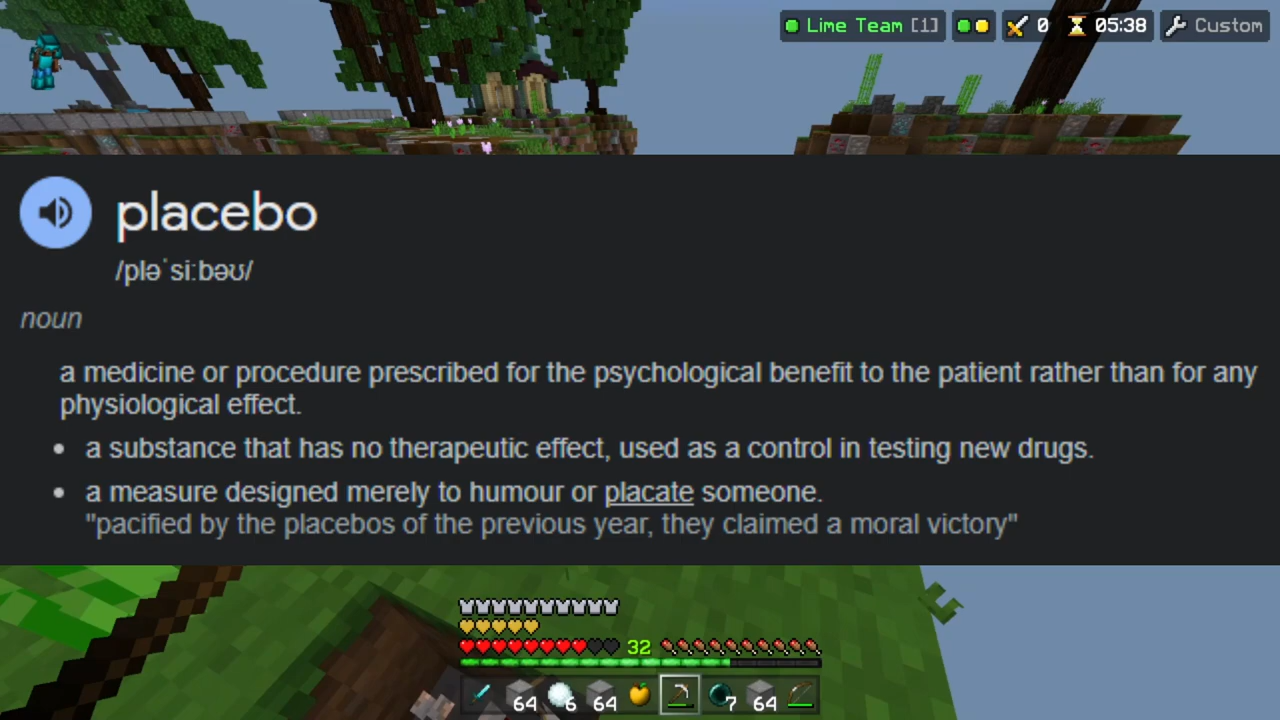 Lime Team [1] 0 05:38 Custom
placebo
/pləˈsiːbəʊ/
noun
a medicine or procedure prescribed for the psychological benefit to the patient rather than for any
physiological effect.
• a substance that has no therapeutic effect, used as a control in testing new drugs.
• a measure designed merely to humour or placate someone.
"pacified by the placebos of the previous year, they claimed a moral victory"
32
64 6 64 7 64